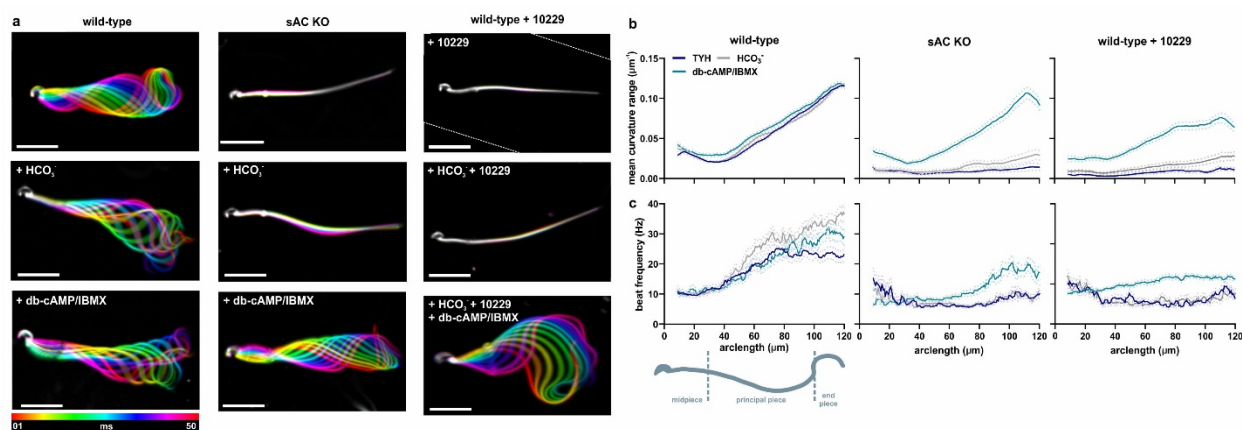 a
wild-type
sAC KO
wild-type + 10229
+ 10229
+ HCO₃⁻
+ HCO₃⁻
+ HCO₃⁻ + 10229
+ db-cAMP/IBMX
+ db-cAMP/IBMX
+ HCO₃⁻ + 10229
+ db-cAMP/IBMX
01
ms
50
b
wild-type
sAC KO
wild-type + 10229
TYH
HCO₃⁻
db-cAMP/IBMX
mean curvature range (μm⁻¹)
0.15
0.10
0.05
0.00
c
beat frequency (Hz)
40
30
20
10
0
0 20 40 60 80 100 120
0 20 40 60 80 100 120
0 20 40 60 80 100 120
arclength (μm)
arclength (μm)
arclength (μm)
midpiece
principal piece
end
piece